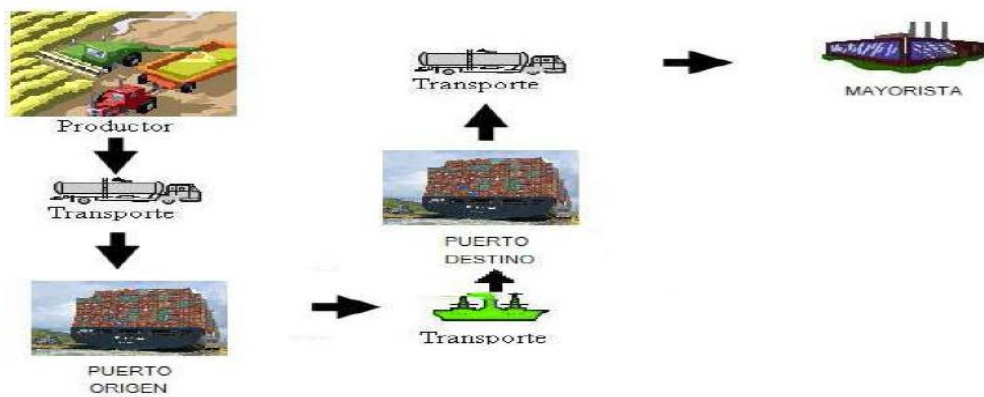 Productor
Transporte
PUERTO
ORIGEN
Transporte
PUERTO
DESTINO
Transporte
MAYORISTA